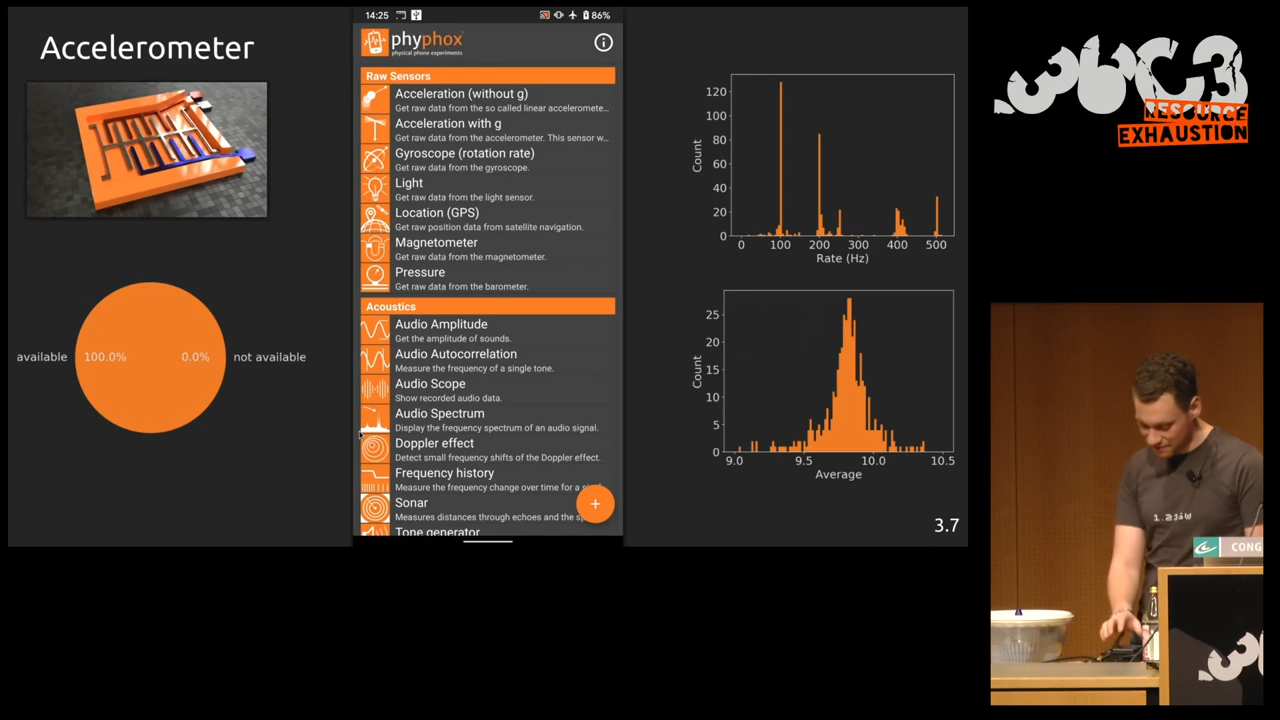 Accelerometer
available
100.0%
0.0%
not available
14:25
86%
phyphox
physical phone experiments
Raw Sensors
Acceleration (without g)
Get raw data from the so called linear acceleromete...
Acceleration with g
Get raw data from the accelerometer. This sensor w...
Gyroscope (rotation rate)
Get raw data from the gyroscope.
Light
Get raw data from the light sensor.
Location (GPS)
Get raw position data from satellite navigation.
Magnetometer
Get raw data from the magnetometer.
Pressure
Get raw data from the barometer.
Acoustics
Audio Amplitude
Get the amplitude of sounds.
Audio Autocorrelation
Measure the frequency of a single tone.
Audio Scope
Show recorded audio data.
Audio Spectrum
Display the frequency spectrum of an audio signal.
Doppler effect
Detect small frequency shifts of the Doppler effect.
Frequency history
Measure the frequency change over time for a
Sonar
Measures distances through echoes and the
Tone generator
+
120
100
80
60
40
20
0
Count
0 100 200 300 400 500
Rate (Hz)
25
20
15
10
5
0
Count
9.0 9.5 10.0 10.5
Average
3.7
36C3
RESOURCE
EXHAUSTION
CONG